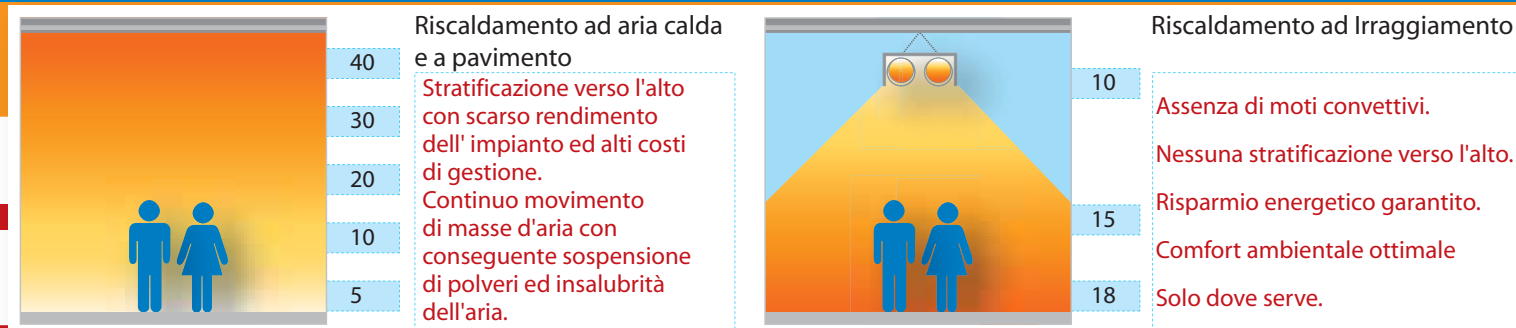 Riscaldamento ad aria calda
e a pavimento
40
30
20
10
5
Stratificazione verso l'alto
con scarso rendimento
dell' impianto ed alti costi
di gestione.
Continuo movimento
di masse d'aria con
conseguente sospensione
di polveri ed insalubrità
dell'aria.
Riscaldamento ad Irraggiamento
10
15
18
Assenza di moti convettivi.
Nessuna stratificazione verso l'alto.
Risparmio energetico garantito.
Comfort ambientale ottimale
Solo dove serve.